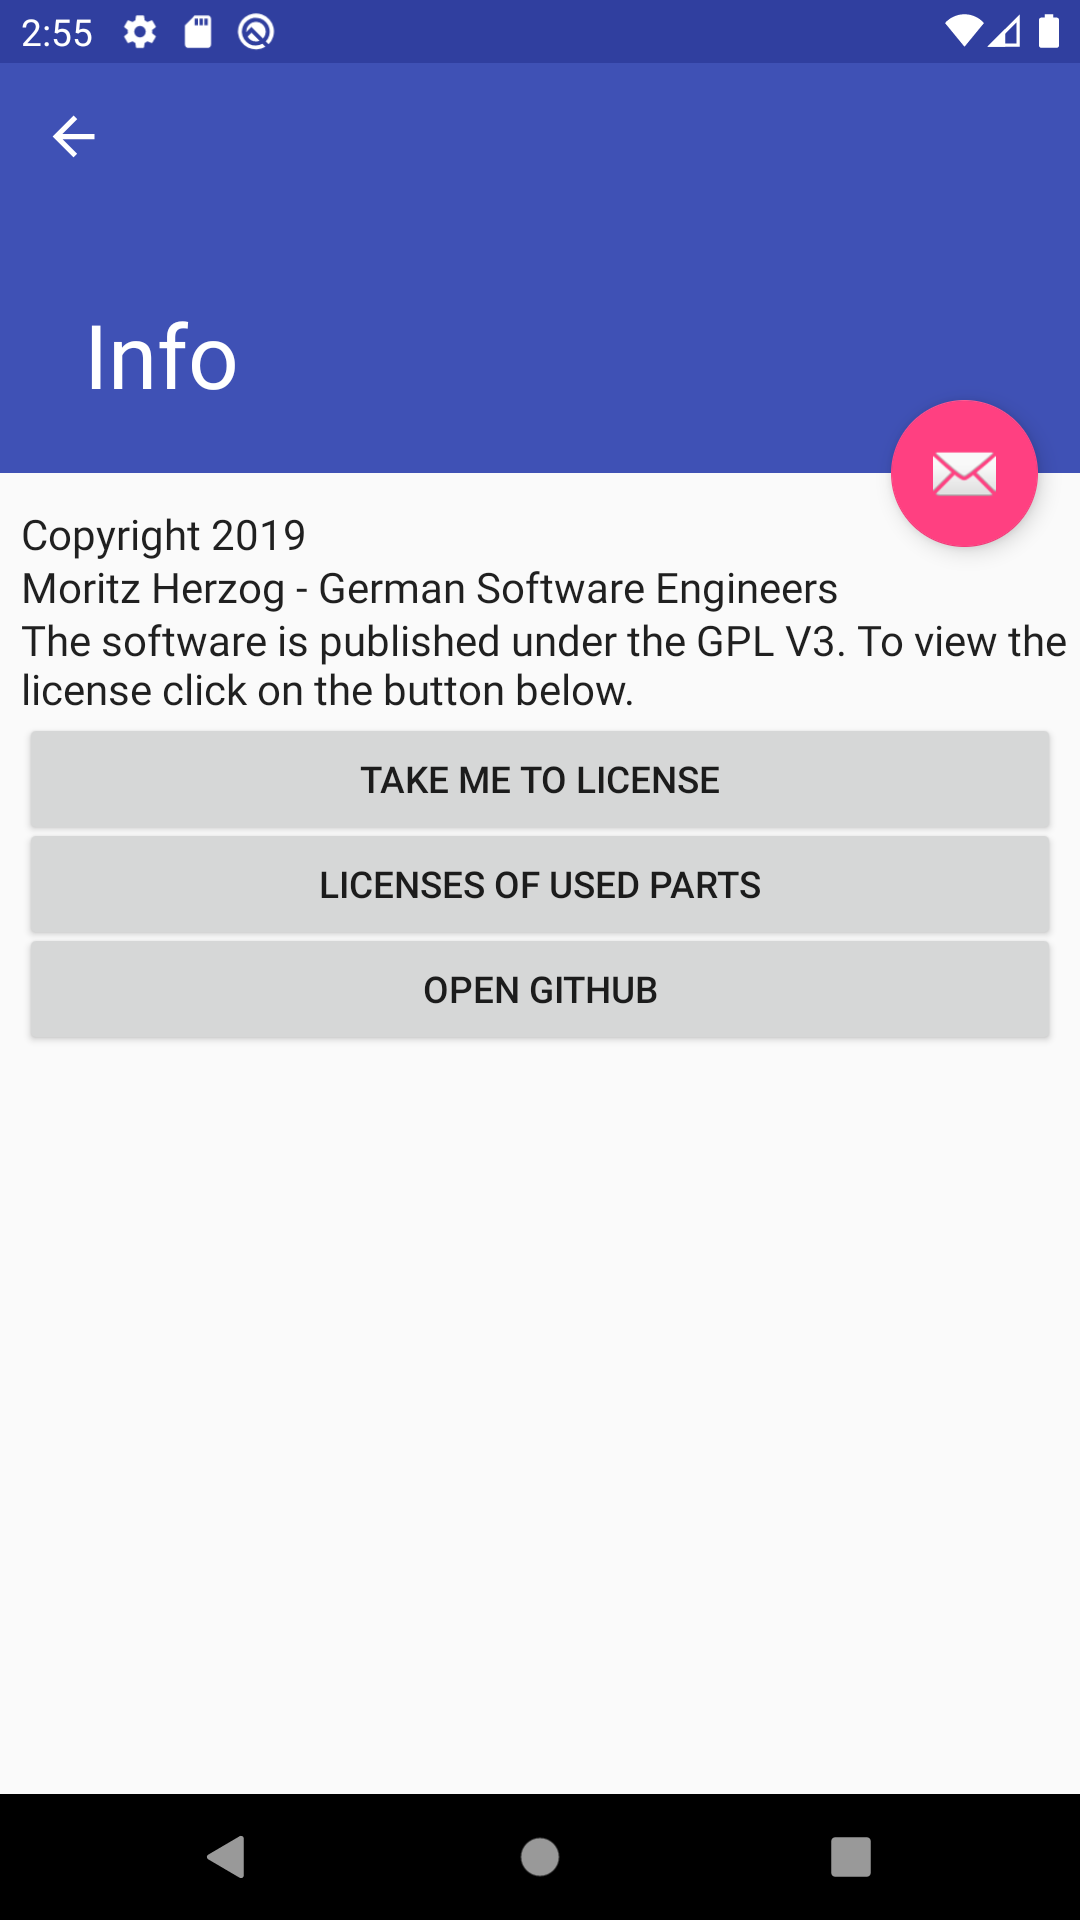 2:55
Info
Copyright 2019
Moritz Herzog - German Software Engineers
The software is published under the GPL V3. To view the
license click on the button below.
TAKE ME TO LICENSE
LICENSES OF USED PARTS
OPEN GITHUB